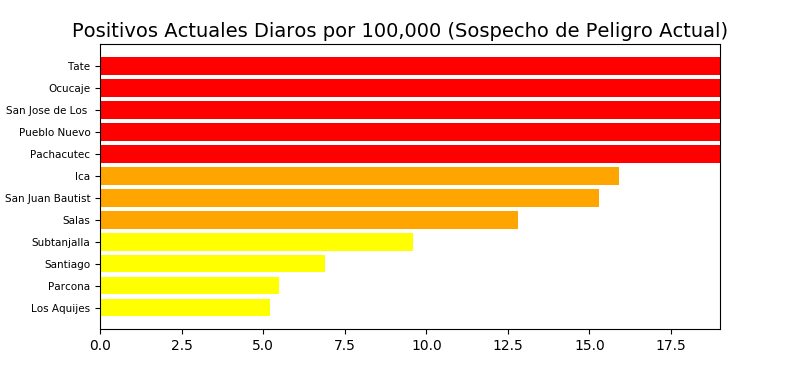 Positivos Actuales Diaros por 100,000 (Sospecho de Peligro Actual)
Tate
Ocucaje
San Jose de Los
Pueblo Nuevo
Pachacutec
Ica
San Juan Bautist
Salas
Subtanjalla
Santiago
Parcona
Los Aquijes
0.0 2.5 5.0 7.5 10.0 12.5 15.0 17.5